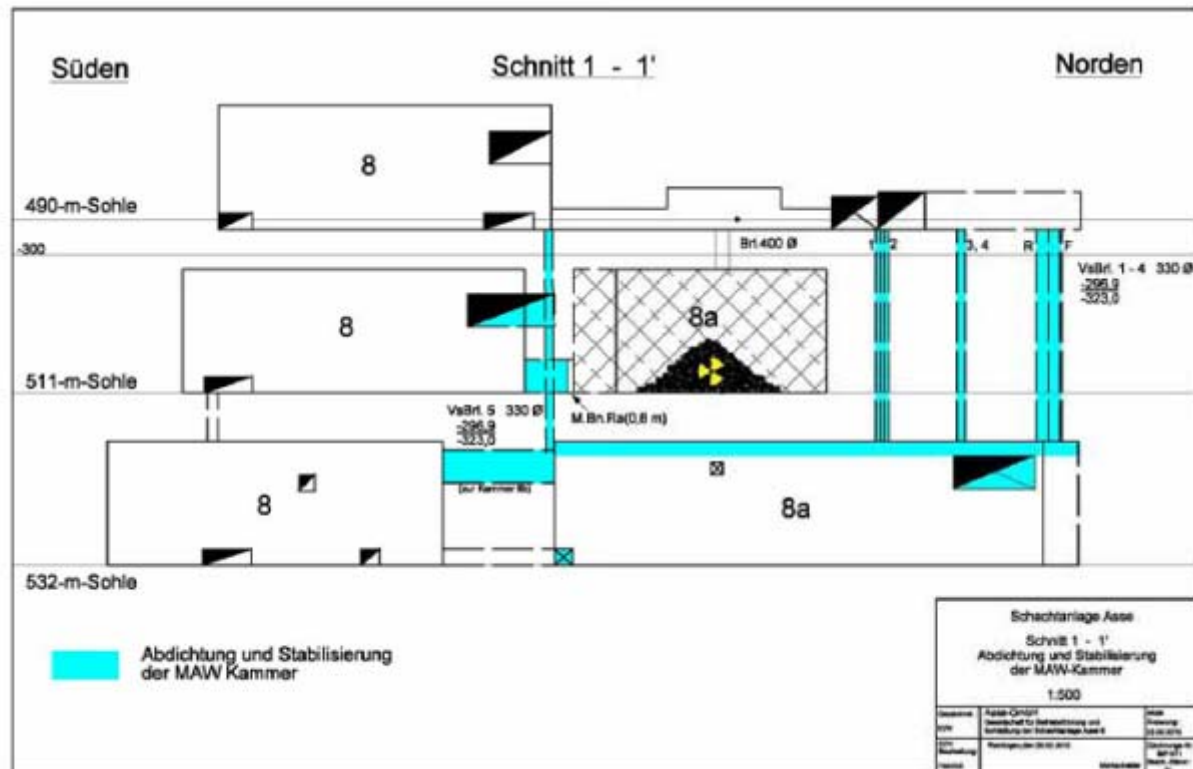 Süden
Schnitt 1 - 1'
Norden
8
490-m-Sohle
-300
Brl.400 Ø
1
2
3, 4
R
F
VsBrl. 1 - 4 330 Ø
-296,9
-323,0
8
8a
511-m-Sohle
VsBrl. 5 330 Ø
-296,9
-323,0
M.Bn.Ra(0,8 m)
8
8a
532-m-Sohle
Abdichtung und Stabilisierung
der MAW Kammer
Schachtanlage Asse
Schnitt 1 - 1'
Abdichtung und Stabilisierung
der MAW-Kammer
1:500
Asse-GmbH